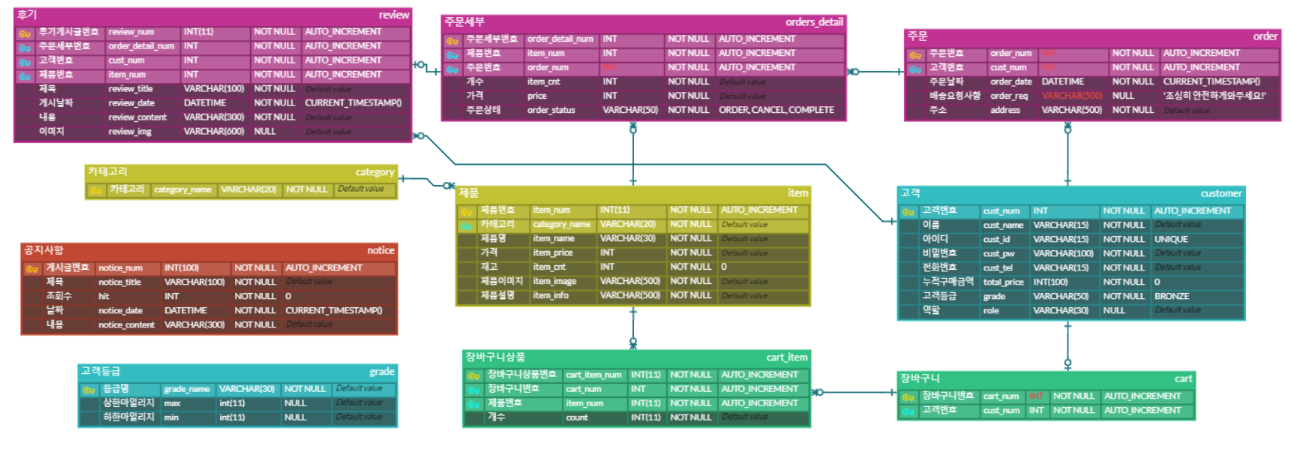 후기 review
후기게시글번호 review_num INT(11) NOT NULL AUTO_INCREMENT
주문세부번호 order_detail_num INT NOT NULL AUTO_INCREMENT
고객번호 cust_num INT NOT NULL AUTO_INCREMENT
제품번호 item_num INT NOT NULL AUTO_INCREMENT
제목 review_title VARCHAR(100) NOT NULL Default value
게시날짜 review_date DATETIME NOT NULL CURRENT_TIMESTAMP()
내용 review_content VARCHAR(300) NOT NULL Default value
이미지 review_img VARCHAR(600) NULL Default value
주문세부 orders_detail
주문세부번호 order_detail_num INT NOT NULL AUTO_INCREMENT
제품번호 item_num INT NOT NULL AUTO_INCREMENT
주문번호 order_num INT NOT NULL AUTO_INCREMENT
개수 item_cnt INT NOT NULL Default value
가격 price INT NOT NULL Default value
주문상태 order_status VARCHAR(50) NOT NULL ORDER, CANCEL, COMPLETE
주문 order
주문번호 order_num INT NOT NULL AUTO_INCREMENT
고객번호 cust_num INT NOT NULL AUTO_INCREMENT
주문날짜 order_date DATETIME NOT NULL CURRENT_TIMESTAMP()
배송요청사항 order_req VARCHAR(500) NULL '조심히안전하게와주세요!'
주소 address VARCHAR(500) NOT NULL Default value
카테고리 category
카테고리 category_name VARCHAR(20) NOT NULL Default value
제품 item
제품번호 item_num INT(11) NOT NULL AUTO_INCREMENT
카테고리 category_name VARCHAR(20) NOT NULL Default value
제품명 item_name VARCHAR(30) NOT NULL Default value
가격 item_price INT NOT NULL Default value
재고 item_cnt INT NOT NULL 0
제품이미지 item_image VARCHAR(500) NOT NULL Default value
제품설명 item_info VARCHAR(500) NOT NULL Default value
고객 customer
고객번호 cust_num INT NOT NULL AUTO_INCREMENT
이름 cust_name VARCHAR(15) NOT NULL Default value
아이디 cust_id VARCHAR(15) NOT NULL UNIQUE
비밀번호 cust_pw VARCHAR(100) NOT NULL Default value
전화번호 cust_tel VARCHAR(15) NOT NULL Default value
누적구매금액 total_price INT(100) NOT NULL 0
고객등급 grade VARCHAR(50) NOT NULL BRONZE
역할 role VARCHAR(30) NULL Default value
공지사항 notice
게시글번호 notice_num INT(100) NOT NULL AUTO_INCREMENT
제목 notice_title VARCHAR(100) NOT NULL Default value
조회수 hit INT NOT NULL 0
날짜 notice_date DATETIME NOT NULL CURRENT_TIMESTAMP()
내용 notice_content VARCHAR(300) NOT NULL Default value
고객등급 grade
등급명 grade_name VARCHAR(30) NOT NULL Default value
상한마일리지 max int(11) NULL Default value
하한마일리지 min int(11) NULL Default value
장바구니상품 cart_item
장바구니상품번호 cart_item_num INT(11) NOT NULL AUTO_INCREMENT
장바구니번호 cart_num INT NOT NULL AUTO_INCREMENT
제품번호 item_num INT(11) NOT NULL AUTO_INCREMENT
개수 count INT(11) NOT NULL Default value
장바구니 cart
장바구니번호 cart_num INT NOT NULL AUTO_INCREMENT
고객번호 cust_num INT NOT NULL AUTO_INCREMENT